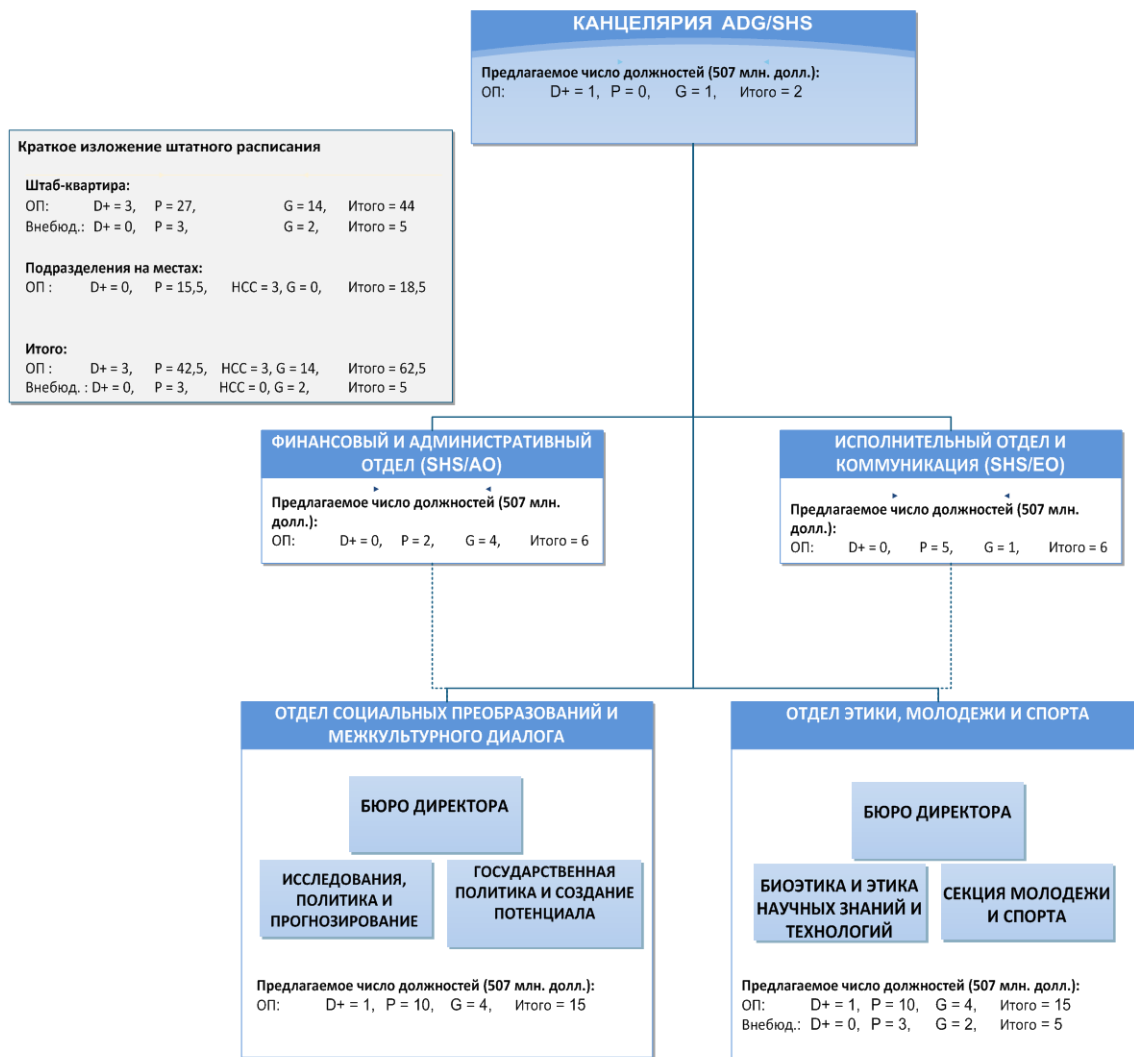 КАНЦЕЛЯРИЯ ADG/SHS
Предлагаемое число должностей (507 млн. долл.):
ОП: D+ = 1, P = 0, G = 1, Итого = 2
Краткое изложение штатного расписания
Штаб-квартира:
ОП: D+ = 3, P = 27, G = 14, Итого = 44
Внебюд.: D+ = 0, P = 3, G = 2, Итого = 5
Подразделения на местах:
ОП : D+ = 0, P = 15,5, НСС = 3, G = 0, Итого = 18,5
Итого:
ОП : D+ = 3, P = 42,5, НСС = 3, G = 14, Итого = 62,5
Внебюд. : D+ = 0, P = 3, НСС = 0, G = 2, Итого = 5
ФИНАНСОВЫЙ И АДМИНИСТРАТИВНЫЙ
ОТДЕЛ (SHS/AO)
Предлагаемое число должностей (507 млн.
долл.):
ОП: D+ = 0, P = 2, G = 4, Итого = 6
ИСПОЛНИТЕЛЬНЫЙ ОТДЕЛ И
КОММУНИКАЦИЯ (SHS/EO)
Предлагаемое число должностей (507 млн.
долл.):
ОП: D+ = 0, P = 5, G = 1, Итого = 6
ОТДЕЛ СОЦИАЛЬНЫХ ПРЕОБРАЗОВАНИЙ И
МЕЖКУЛЬТУРНОГО ДИАЛОГА
БЮРО ДИРЕКТОРА
ИССЛЕДОВАНИЯ,
ПОЛИТИКА И
ПРОГНОЗИРОВАНИЕ
ГОСУДАРСТВЕННАЯ
ПОЛИТИКА И СОЗДАНИЕ
ПОТЕНЦИАЛА
Предлагаемое число должностей (507 млн. долл.):
ОП: D+ = 1, P = 10, G = 4, Итого = 15
ОТДЕЛ ЭТИКИ, МОЛОДЕЖИ И СПОРТА
БЮРО ДИРЕКТОРА
БИОЭТИКА И ЭТИКА
НАУЧНЫХ ЗНАНИЙ И
ТЕХНОЛОГИЙ
СЕКЦИЯ МОЛОДЕЖИ
И СПОРТА
Предлагаемое число должностей (507 млн. долл.):
ОП: D+ = 1, P = 10, G = 4, Итого = 15
Внебюд.: D+ = 0, P = 3, G = 2, Итого = 5